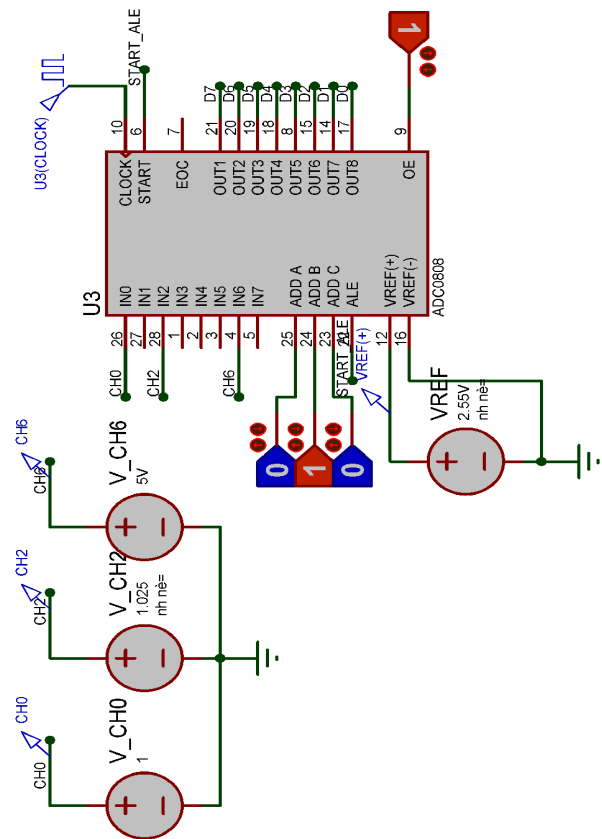 U3(CLOCK)
START_ALE
10
6
7
21
20
19
18
8
15
14
17
9
D7
D6
D5
D4
D3
D2
D1
D0
1
CLOCK
START
EOC
OUT1
OUT2
OUT3
OUT4
OUT5
OUT6
OUT7
OUT8
OE
U3
IN0
IN1
IN2
IN3
IN4
IN5
IN6
IN7
ADD A
ADD B
ADD C
ALE
VREF(+)
VREF(-)
ADC0808
26
27
28
1
2
3
4
5
25
24
23
22
12
16
CH0
CH2
CH6
START_ALE
VREF(+)
0
1
0
VREF
2.55V
nh nè=
CH6
CH6
V_CH6
5V
CH2
CH2
V_CH2
1.025
nh nè=
CH0
CH0
V_CH0
1